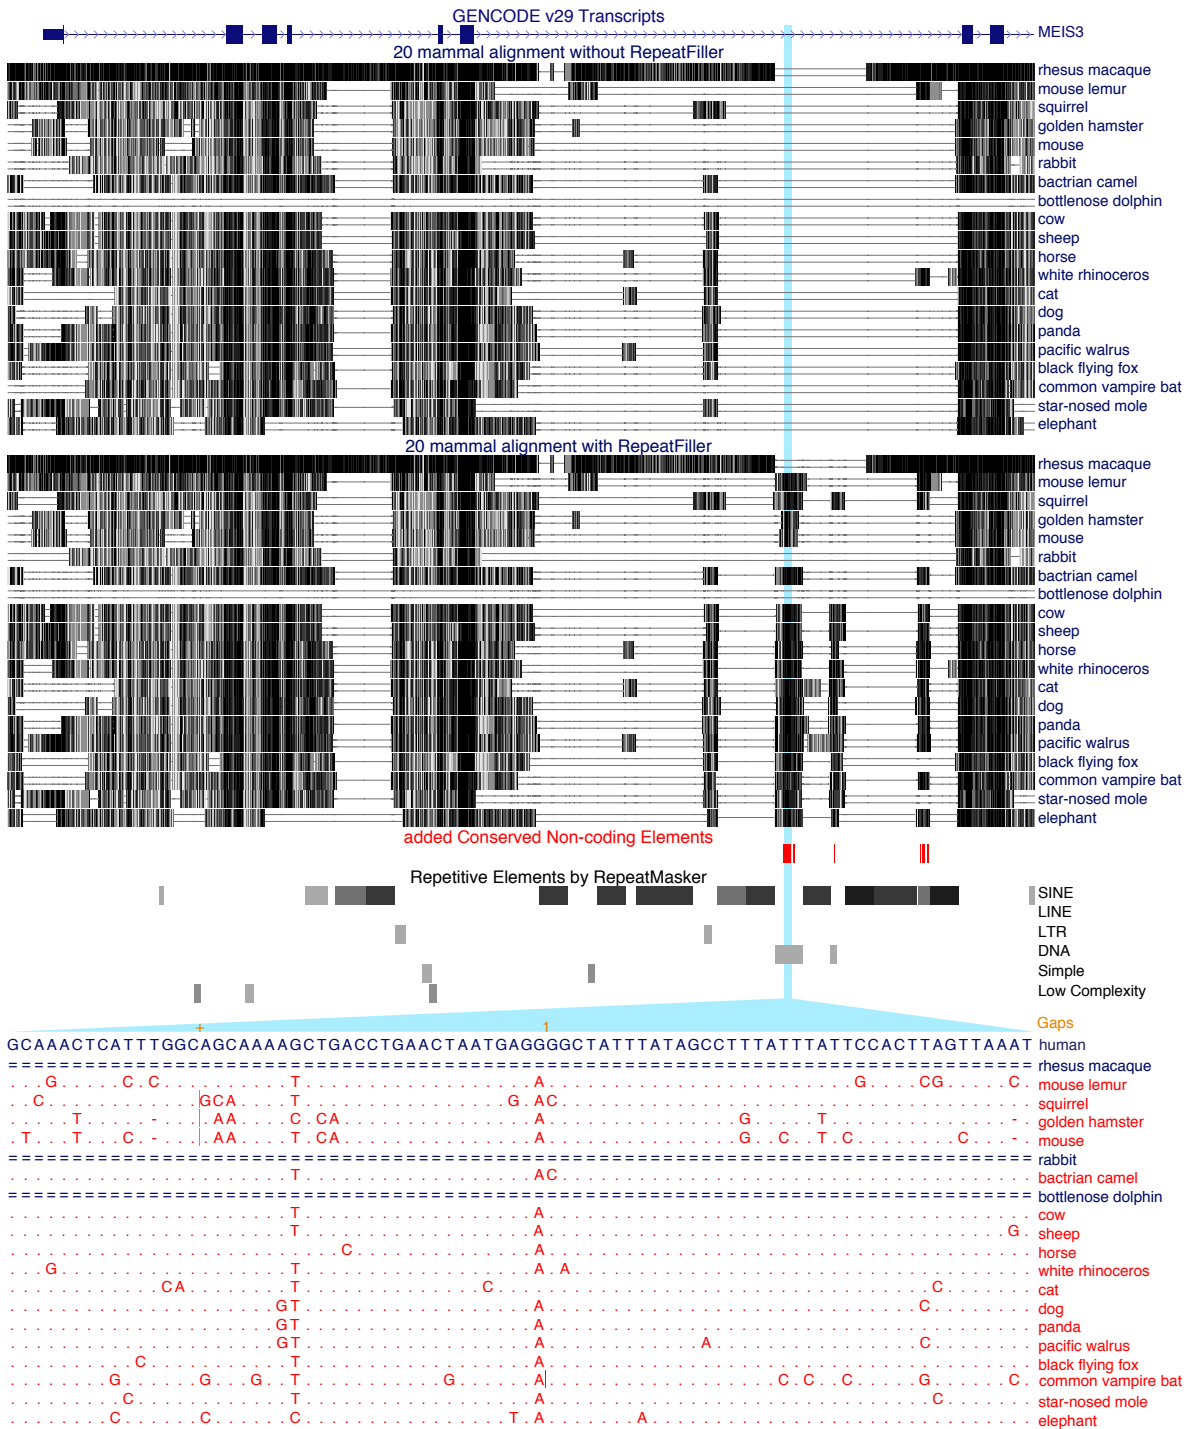 GENCODE v29 Transcripts
MEIS3
20 mammal alignment without RepeatFiller
rhesus macaque
mouse lemur
squirrel
golden hamster
mouse
rabbit
bactrian camel
bottlenose dolphin
cow
sheep
horse
white rhinoceros
cat
dog
panda
pacific walrus
black flying fox
common vampire bat
star-nosed mole
elephant
20 mammal alignment with RepeatFiller
rhesus macaque
mouse lemur
squirrel
golden hamster
mouse
rabbit
bactrian camel
bottlenose dolphin
cow
sheep
horse
white rhinoceros
cat
dog
panda
pacific walrus
black flying fox
common vampire bat
star-nosed mole
elephant
added Conserved Non-coding Elements
Repetitive Elements by RepeatMasker
SINE
LINE
LTR
DNA
Simple
Low Complexity
+ 1 Gaps
GCAAACTCATTTGGCAGCAAAAGCTGACCTGAACTAATGAGGGGCTATTTATAGCCTTTATTTATTCCACTTAGTTAAAT human
rhesus macaque
G C C T A G C G C mouse lemur
C G C A T G A C squirrel
T - A A C C A A G T - golden hamster
T T C - A A T C A A G C T C C - mouse
rabbit
T A C bactrian camel
bottlenose dolphin
T A cow
T A G sheep
C A horse
G T A A white rhinoceros
C A T C C cat
G T A C dog
G T A panda
G T A A C pacific walrus
C T A black flying fox
G G G T G A C C C G C common vampire bat
C T A C star-nosed mole
C C C T A A elephant